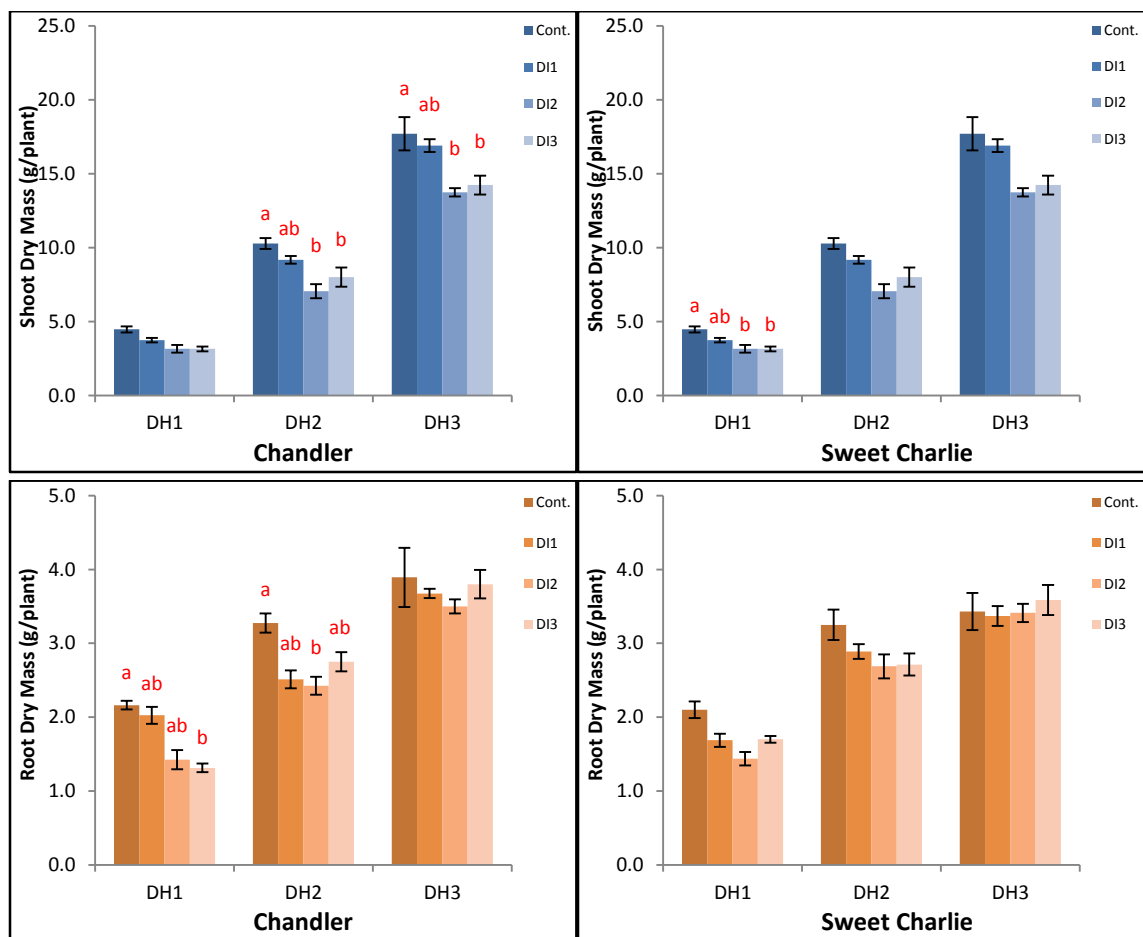 Shoot Dry Mass (g/plant)
25.0
20.0
15.0
10.0
5.0
0.0
a
ab
b
b
a
ab
b
b
DH1
DH2
DH3
Chandler
Cont.
DI1
DI2
DI3
Shoot Dry Mass (g/plant)
25.0
20.0
15.0
10.0
5.0
0.0
a
ab
b
b
DH1
DH2
DH3
Sweet Charlie
Cont.
DI1
DI2
DI3
Root Dry Mass (g/plant)
5.0
4.0
3.0
2.0
1.0
0.0
a
ab
ab
b
a
ab
b
ab
DH1
DH2
DH3
Chandler
Cont.
DI1
DI2
DI3
Root Dry Mass (g/plant)
5.0
4.0
3.0
2.0
1.0
0.0
DH1
DH2
DH3
Sweet Charlie
Cont.
DI1
DI2
DI3